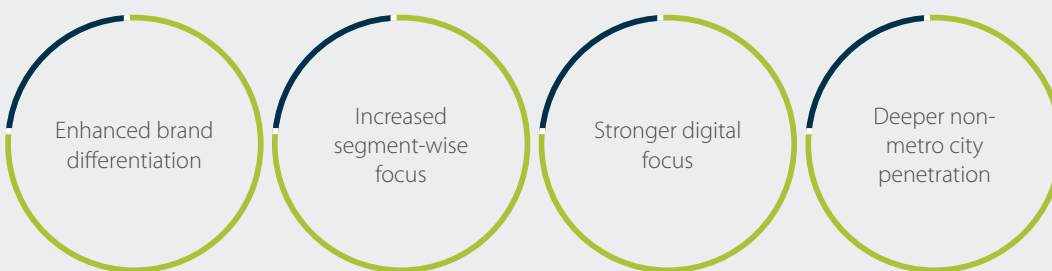 Enhanced brand
differentiation
Increased
segment-wise
focus
Stronger digital
focus
Deeper non-
metro city
penetration